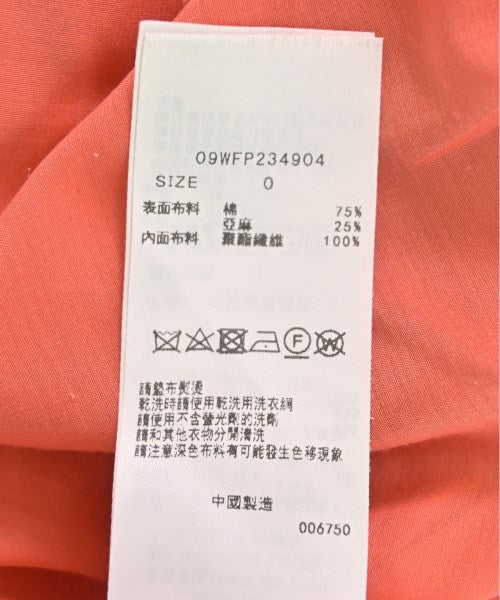 09WFP234904
SIZE 0
表面布料 棉 75%
亞麻 25%
內面布料 聚酯纖維 100%
F W
請墊布熨燙
乾洗時請使用乾洗用洗衣網
請使用不含螢光劑的洗劑
請和其他衣物分開清洗
請注意深色布料有可能發生色移現象
中國製造
006750